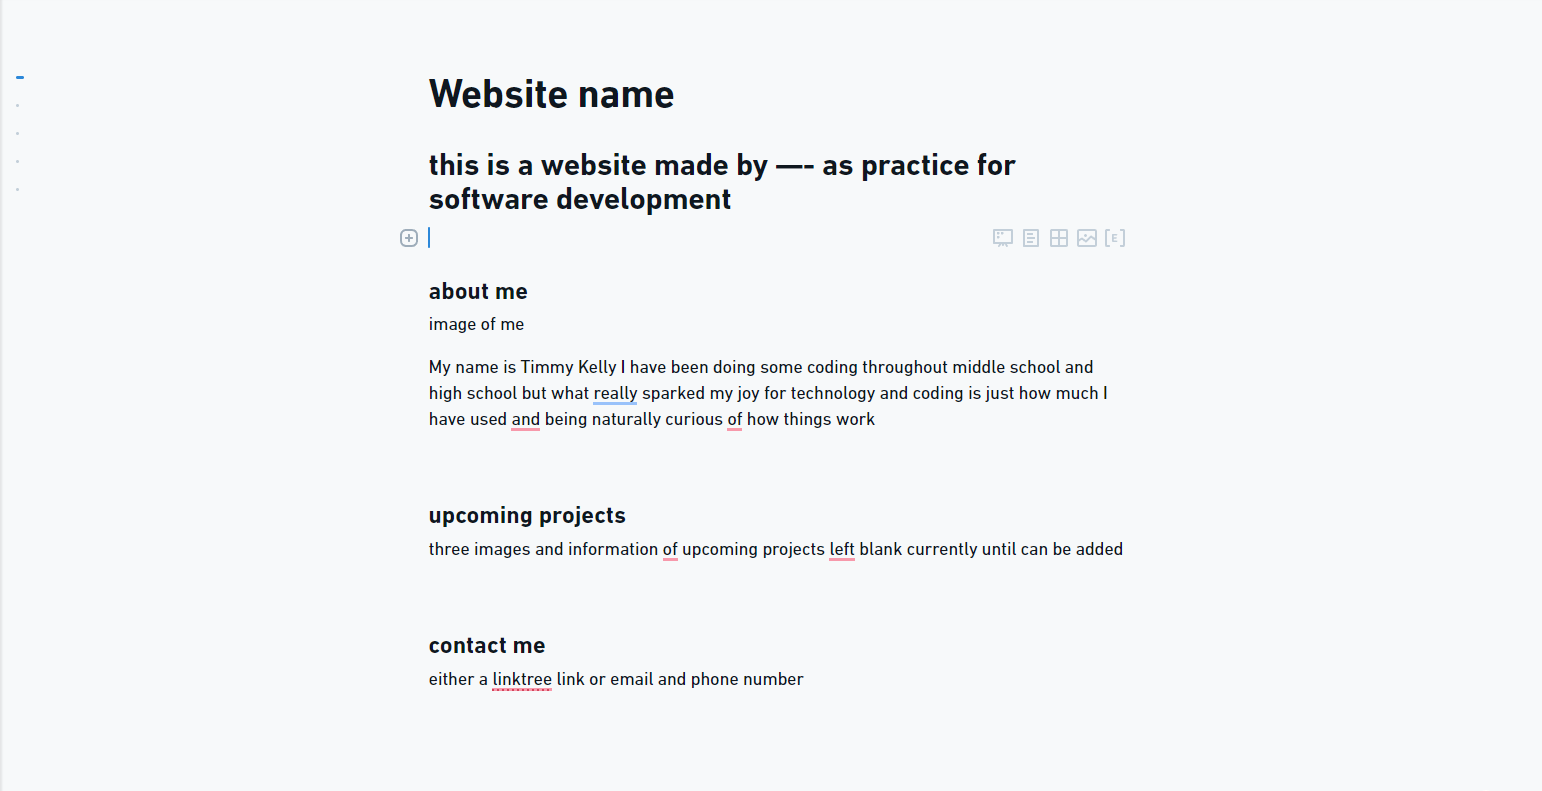 Website name
this is a website made by —- as practice for
software development
about me
image of me
My name is Timmy Kelly I have been doing some coding throughout middle school and
high school but what really sparked my joy for technology and coding is just how much I
have used and being naturally curious of how things work
upcoming projects
three images and information of upcoming projects left blank currently until can be added
contact me
either a linktree link or email and phone number